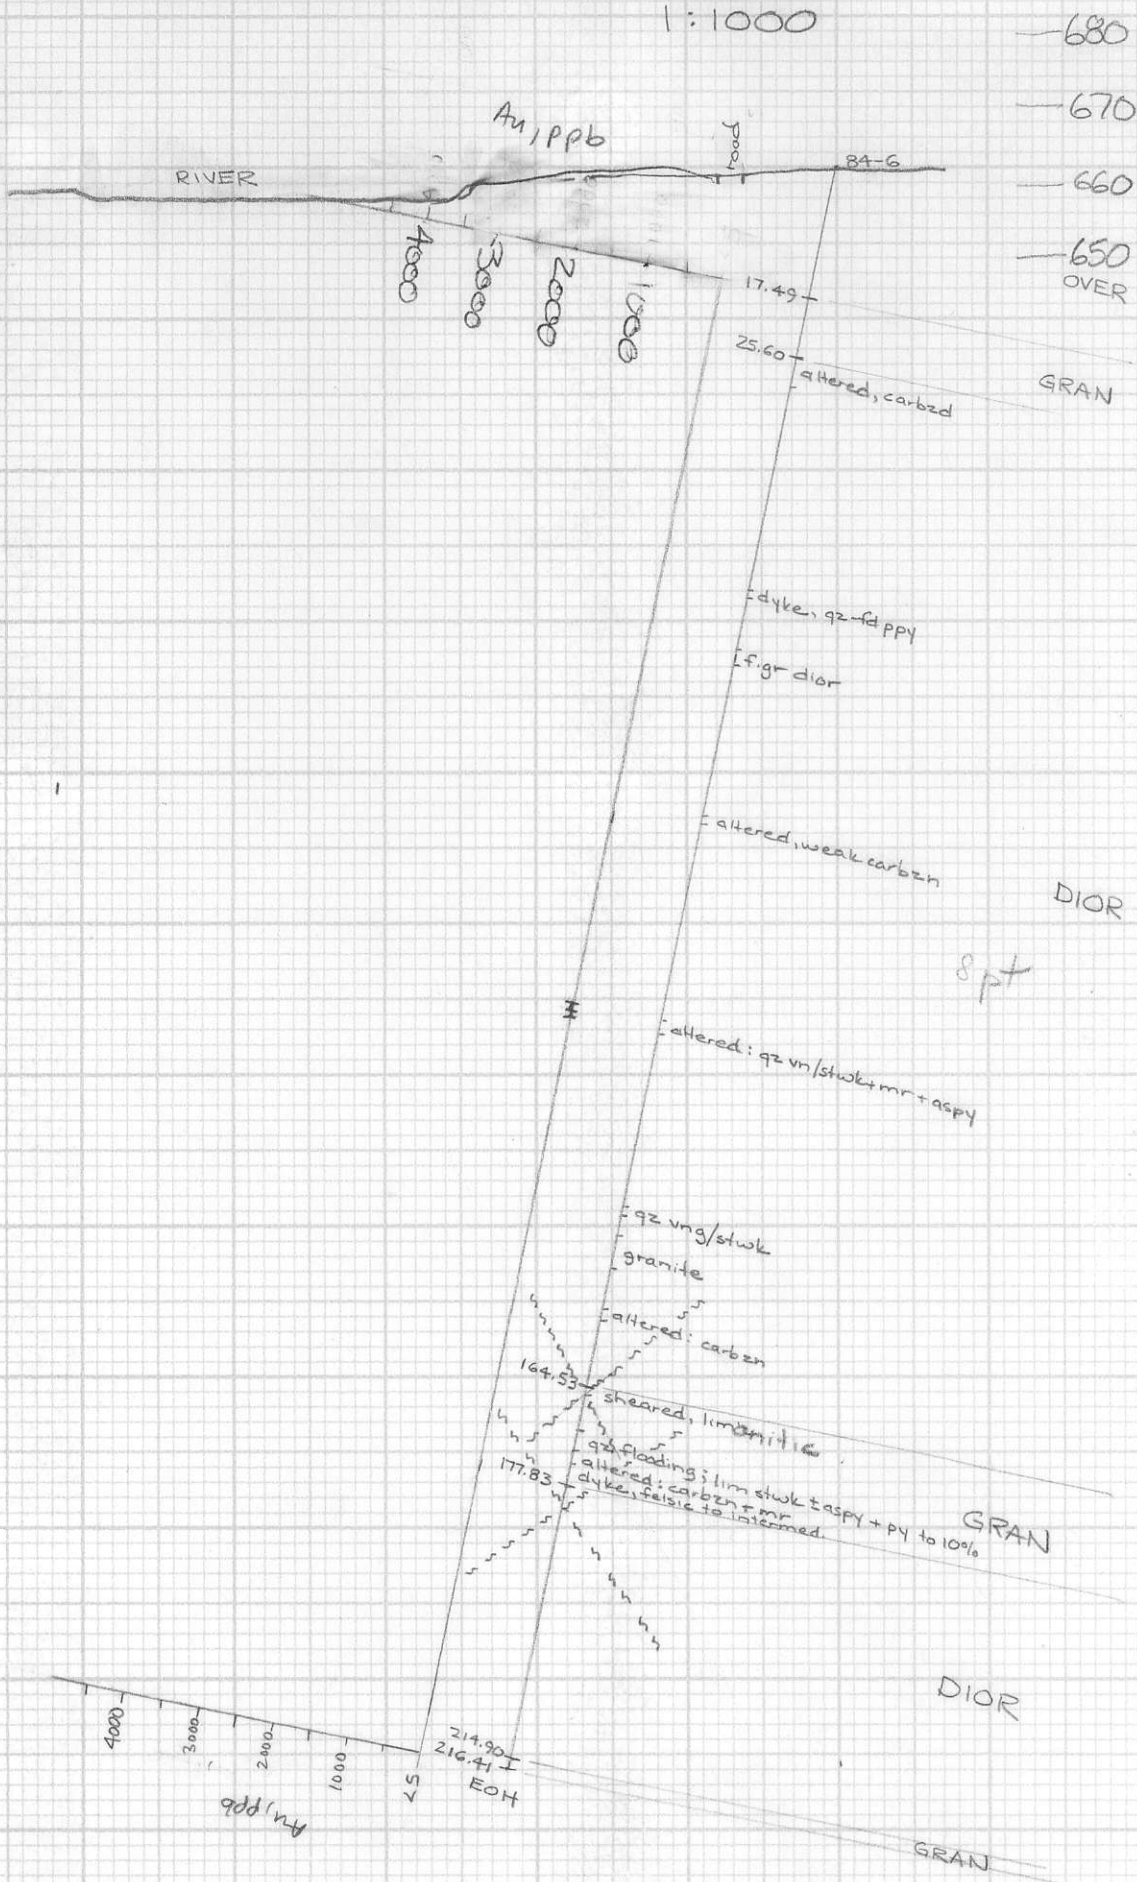 1:1000
680
670
Au, ppb
road
84-6
RIVER
660
650
OVER
4000
3000
2000
1000
17.49
25.60
GRAN
altered, carbzd
dyke, qz-fd ppy
f.gr dior
altered, weak carbzn
DIOR
8 pt
altered: qz vn/stwk+mr+aspy
qz vng/stwk
granite
altered: carbzn
164.53
sheared, limonitic
qz flooding; lim stwk ± aspy + py to 10%
altered: carbzn + mr
177.83
dyke, felsic to intermed.
GRAN
DIOR
4000
3000
2000
1000
<5
Au, ppb
214.90
216.41
EOH
GRAN